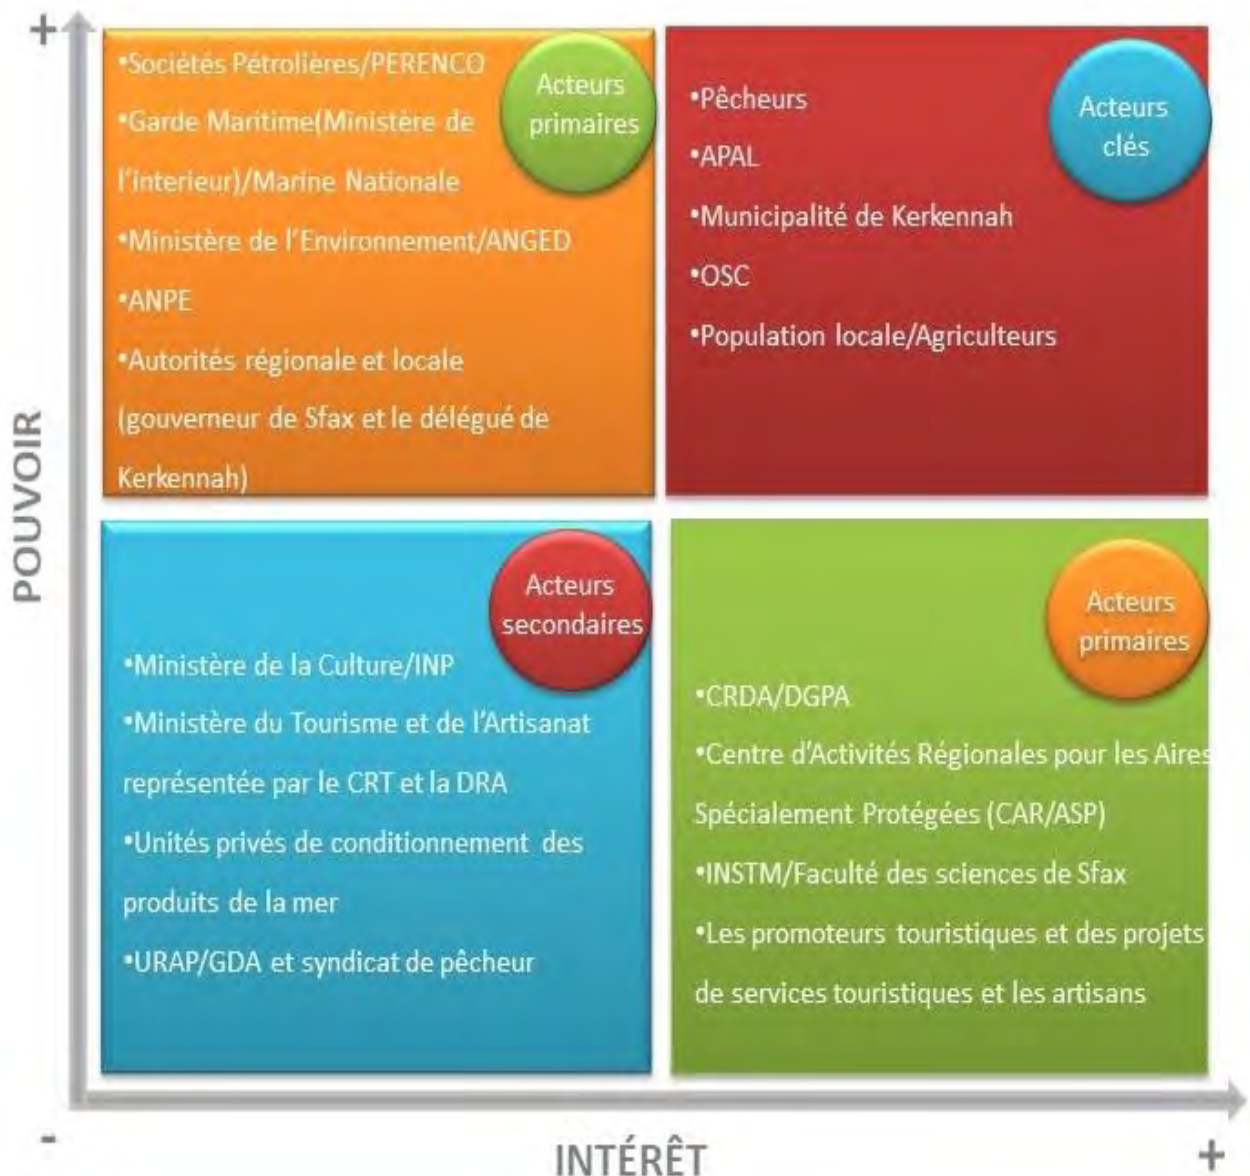 +
POUVOIR
•Sociétés Pétrolières/PERENCO
•Garde Maritime(Ministère de
l'interieur)/Marine Nationale
•Ministère de l'Environnement/ANGED
•ANPE
•Autorités régionale et locale
(gouverneur de Sfax et le délégué de
Kerkennah)
Acteurs
primaires
•Pêcheurs
•APAL
•Municipalité de Kerkennah
•OSC
•Population locale/Agriculteurs
Acteurs
clés
•Ministère de la Culture/INP
•Ministère du Tourisme et de l'Artisanat
représentée par le CRT et la DRA
•Unités privés de conditionnement des
produits de la mer
•URAP/GDA et syndicat de pêcheur
Acteurs
secondaires
•CRDA/DGPA
•Centre d'Activités Régionales pour les Aires
Spécialement Protégées (CAR/ASP)
•INSTM/Faculté des sciences de Sfax
•Les promoteurs touristiques et des projets
de services touristiques et les artisans
Acteurs
primaires
-
INTÉRÊT
+